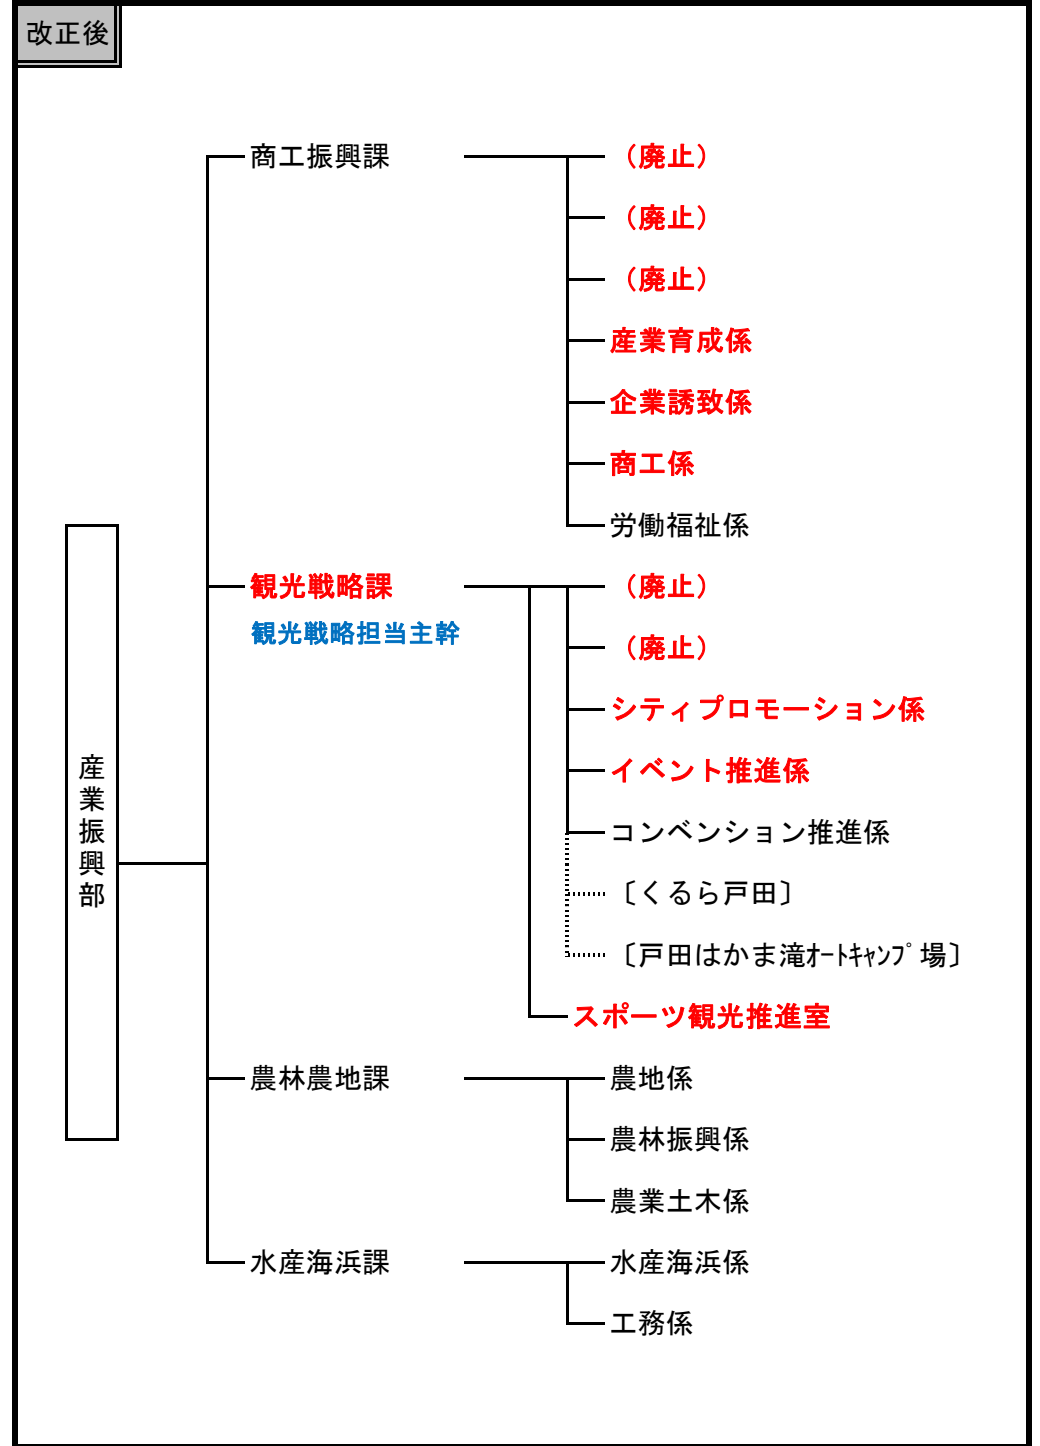 改正後
商工振興課
（廃止）
（廃止）
（廃止）
産業育成係
企業誘致係
商工係
労働福祉係
観光戦略課
（廃止）
観光戦略担当主幹
（廃止）
シティプロモーション係
イベント推進係
コンベンション推進係
〔くるら戸田〕
〔戸田はかま滝ｵｰﾄｷｬﾝﾌﾟ場〕
スポーツ観光推進室
産業振興部
農林農地課
農地係
農林振興係
農業土木係
水産海浜課
水産海浜係
工務係